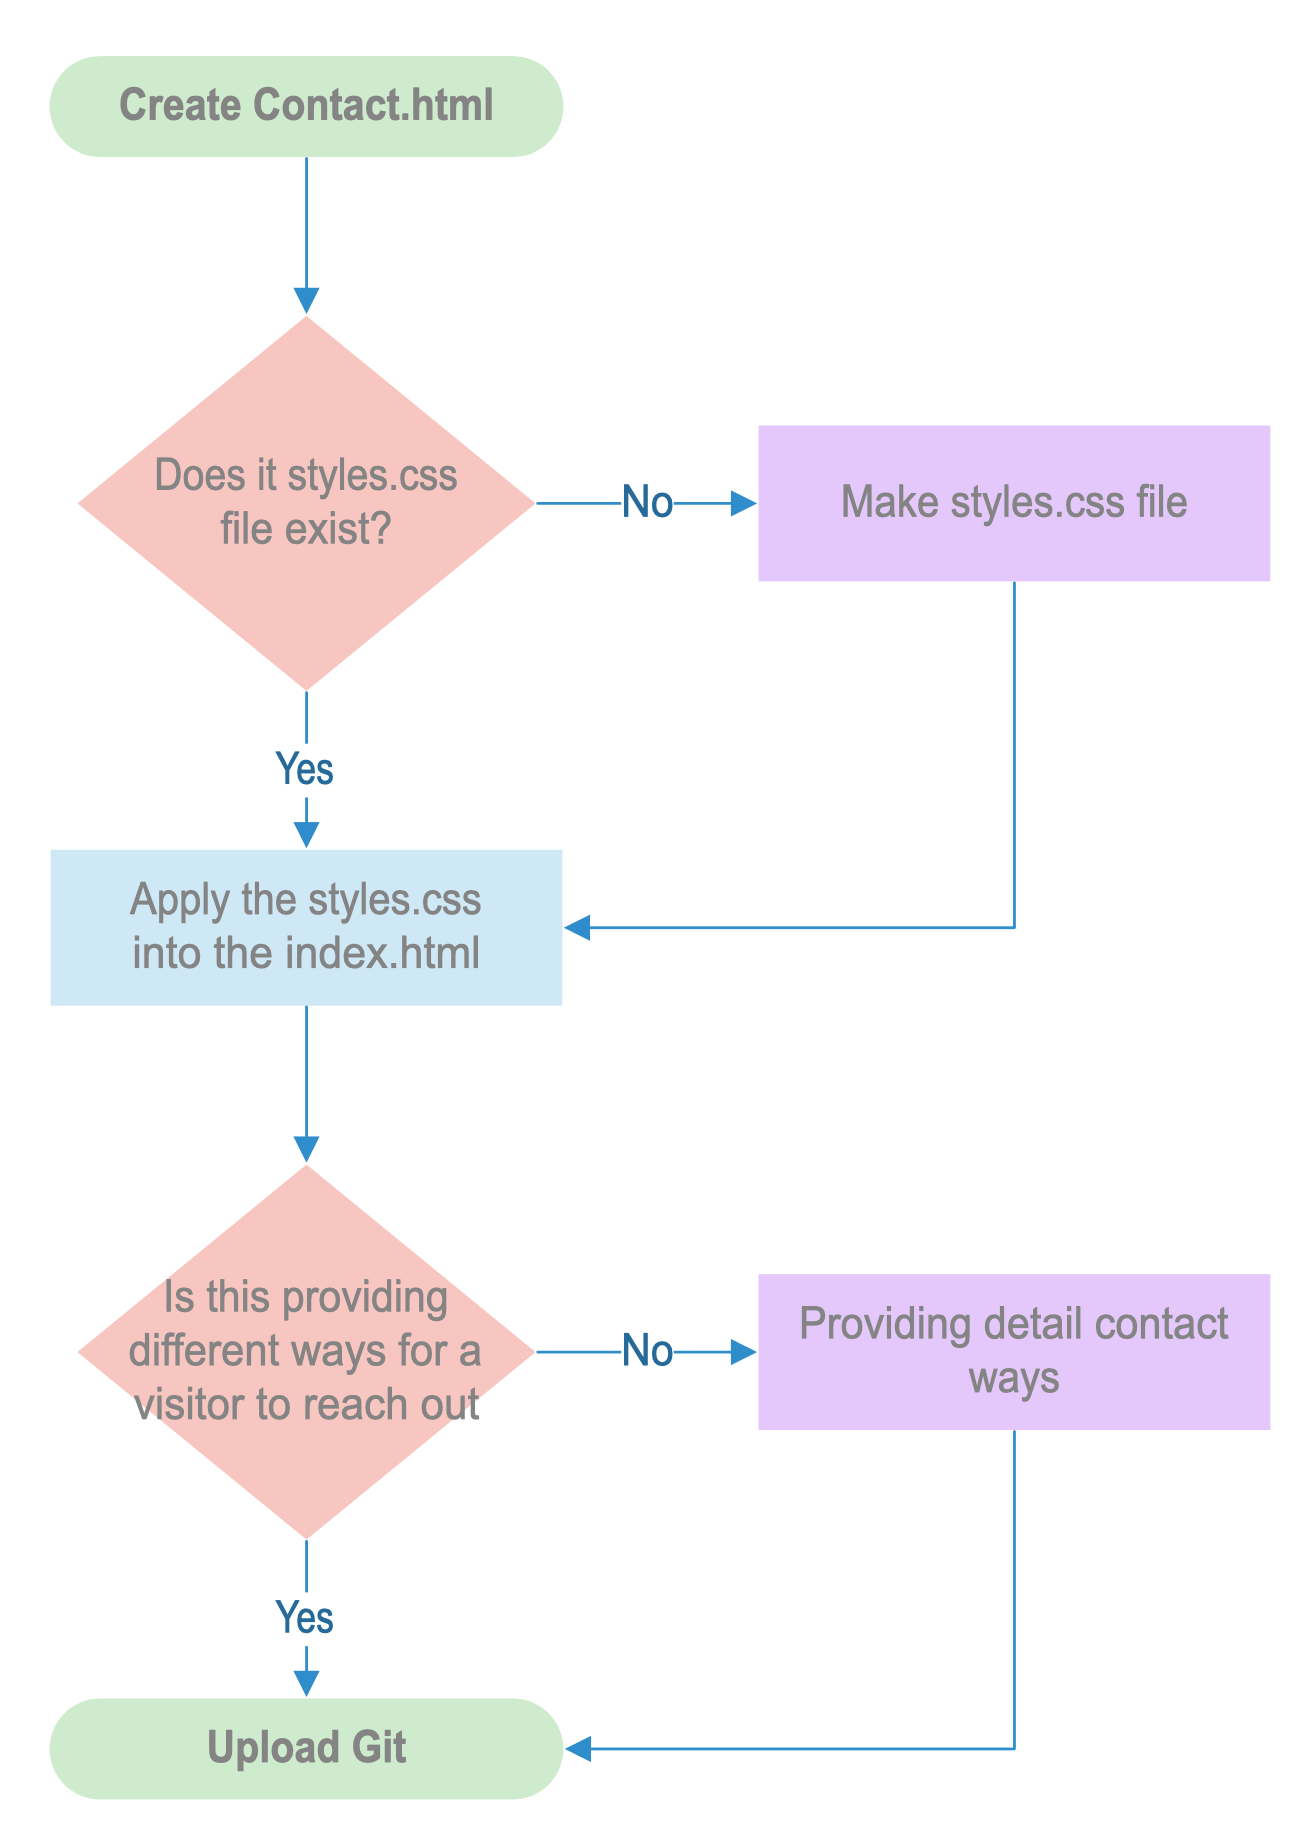 Create Contact.html
Does it styles.css
file exist?
No
Make styles.css file
Yes
Apply the styles.css
into the index.html
Is this providing
different ways for a
visitor to reach out
No
Providing detail contact
ways
Yes
Upload Git